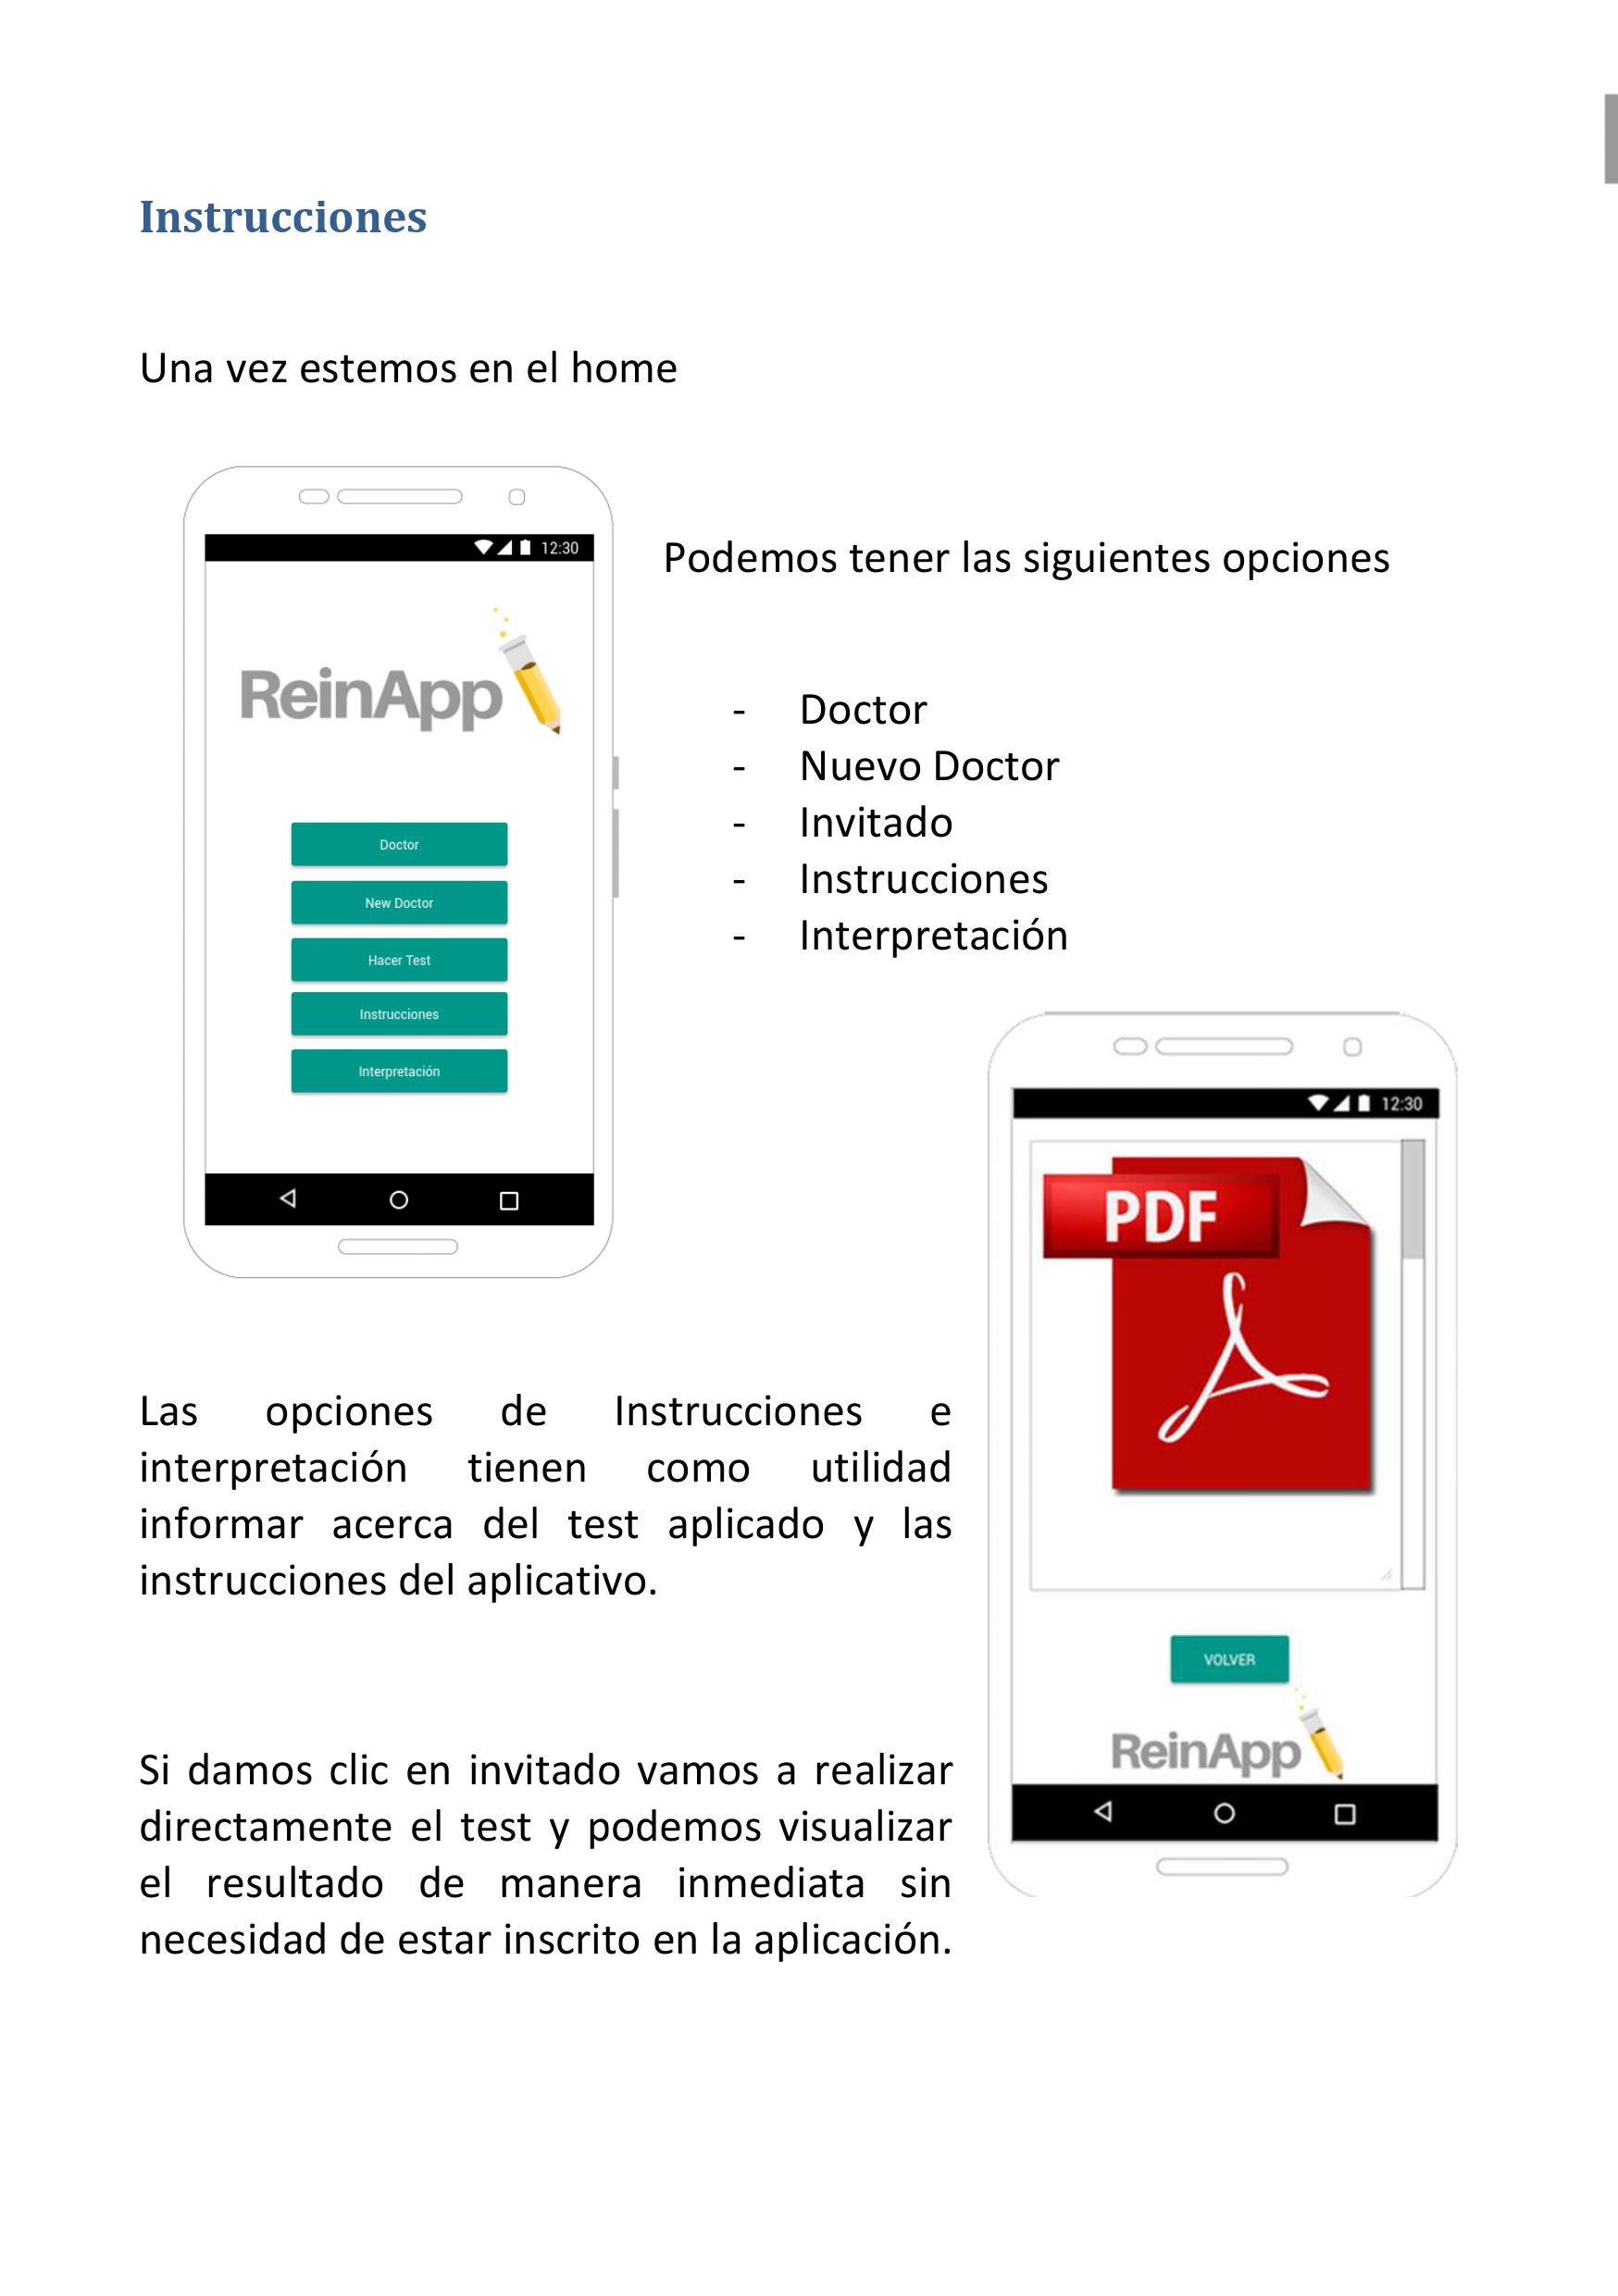 Instrucciones
Una vez estemos en el home
12:30
ReinApp
Doctor
New Doctor
Hacer Test
Instrucciones
Interpretación
Podemos tener las siguientes opciones
- Doctor
- Nuevo Doctor
- Invitado
- Instrucciones
- Interpretación
12:30
PDF
VOLVER
ReinApp
Las opciones de Instrucciones e
interpretación tienen como utilidad
informar acerca del test aplicado y las
instrucciones del aplicativo.
Si damos clic en invitado vamos a realizar
directamente el test y podemos visualizar
el resultado de manera inmediata sin
necesidad de estar inscrito en la aplicación.